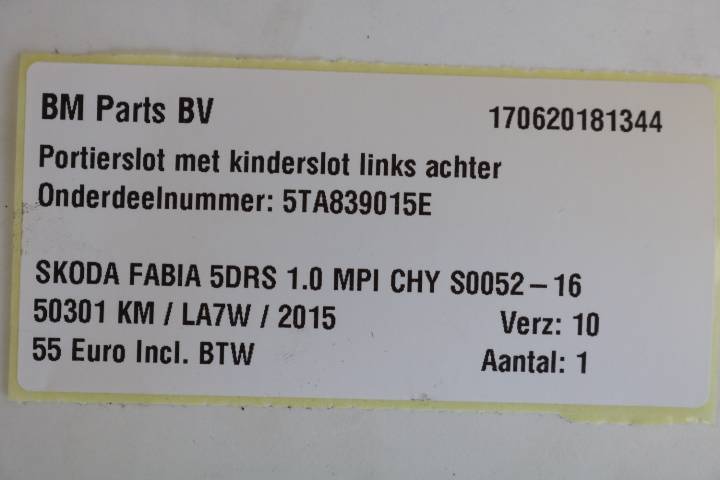 BM Parts BV 170620181344
Portierslot met kinderslot links achter
Onderdeelnummer: 5TA839015E
SKODA FABIA 5DRS 1.0 MPI CHY S0052-16
50301 KM / LA7W / 2015 Verz: 10
55 Euro Incl. BTW Aantal: 1